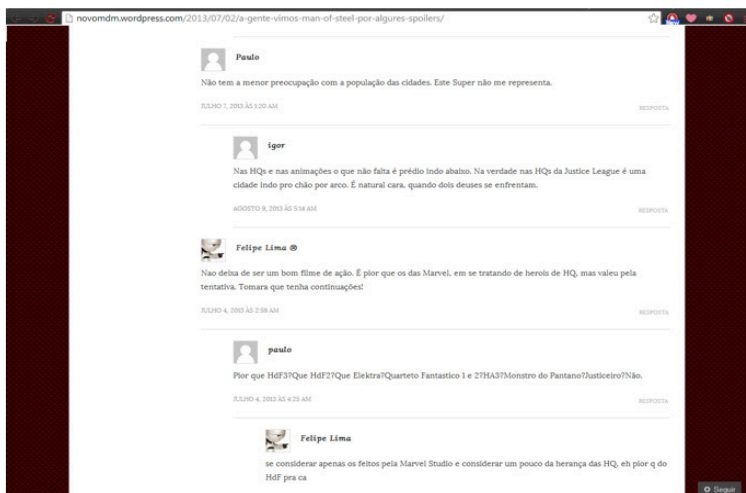 novomdm.wordpress.com/2013/07/02/a-gente-vimos-man-of-steel-por-algures-spoilers/
Paulo
Não tem a menor preocupação com a população das cidades. Este Super não me representa.
JULHO 7, 2013 ÀS 1:20 AM
RESPOSTA
igor
Nas HQs e nas animações o que não falta é prédio indo abaixo. Na verdade nas HQs da Justice League é uma
cidade indo pro chão por arco. É natural cara, quando dois deuses se enfrentam.
AGOSTO 9, 2013 ÀS 5:14 AM
RESPOSTA
Felipe Lima
Nao deixa de ser um bom filme de ação. É pior que os das Marvel, em se tratando de herois de HQ, mas valeu pela
tentativa. Tomara que tenha continuações!
JULHO 4, 2013 ÀS 2:59 AM
RESPOSTA
paulo
Pior que HdF3?Que HdF2?Que Elektra?Quarteto Fantastico 1 e 2?HA3?Monstro do Pantano?Justiceiro?Não.
JULHO 4, 2013 ÀS 4:25 AM
RESPOSTA
Felipe Lima
se considerar apenas os feitos pela Marvel Studio e considerar um pouco da herança das HQ, eh pior q do
HdF pra ca
Seguir